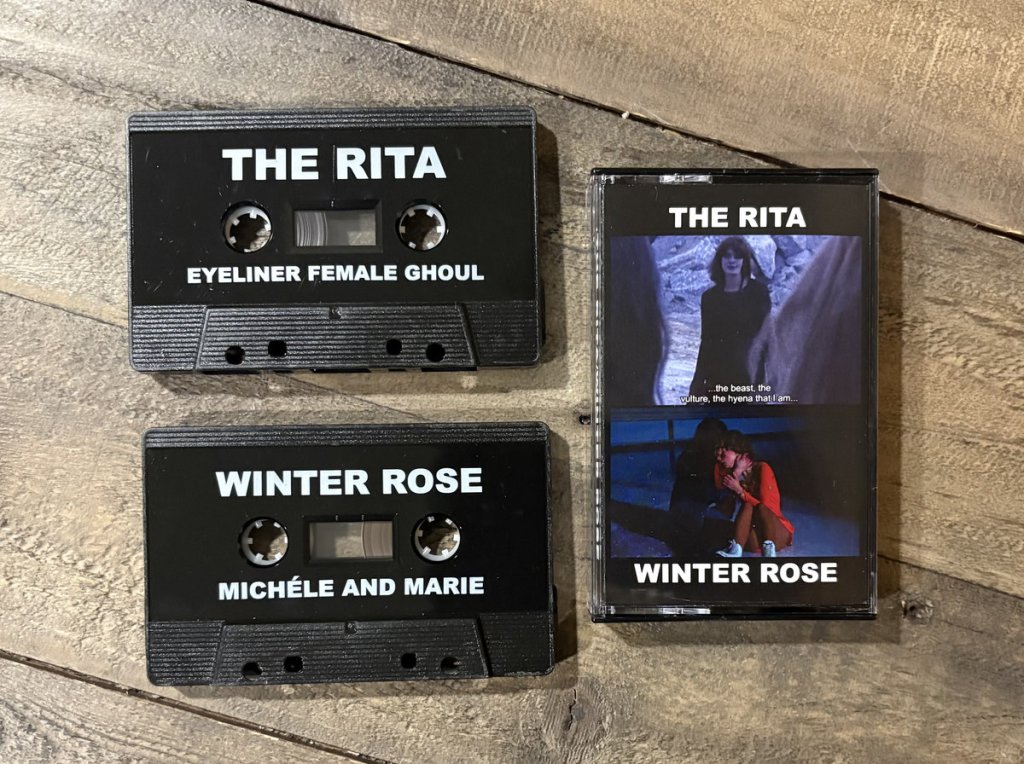 THE RITA
EYELINER FEMALE GHOUL
WINTER ROSE
MICHÉLE AND MARIE
THE RITA
...the beast, the
vulture, the hyena that I am...
WINTER ROSE